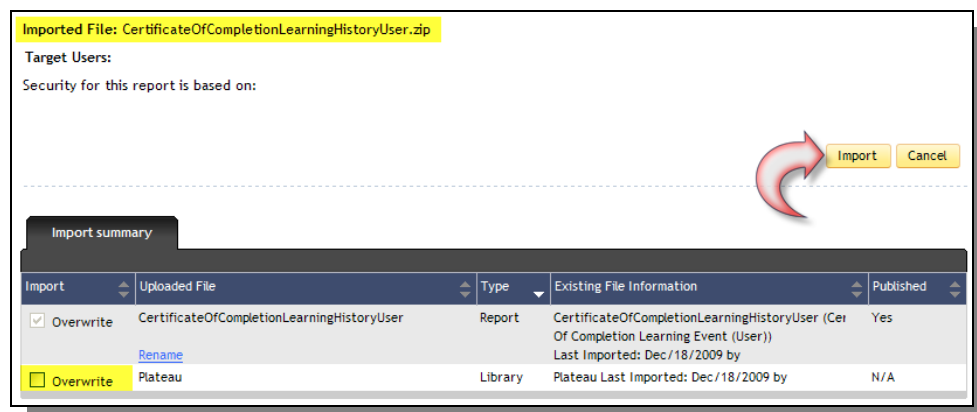 Imported File: CertificateOfCompletionLearningHistoryUser.zip
Target Users:
Security for this report is based on:
Import Cancel
Import summary
Import Uploaded File Type Existing File Information Published
Overwrite CertificateOfCompletionLearningHistoryUser Report CertificateOfCompletionLearningHistoryUser (Cer Yes
Of Completion Learning Event (User))
Rename Last Imported: Dec/18/2009 by
Overwrite Plateau Library Plateau Last Imported: Dec/18/2009 by N/A